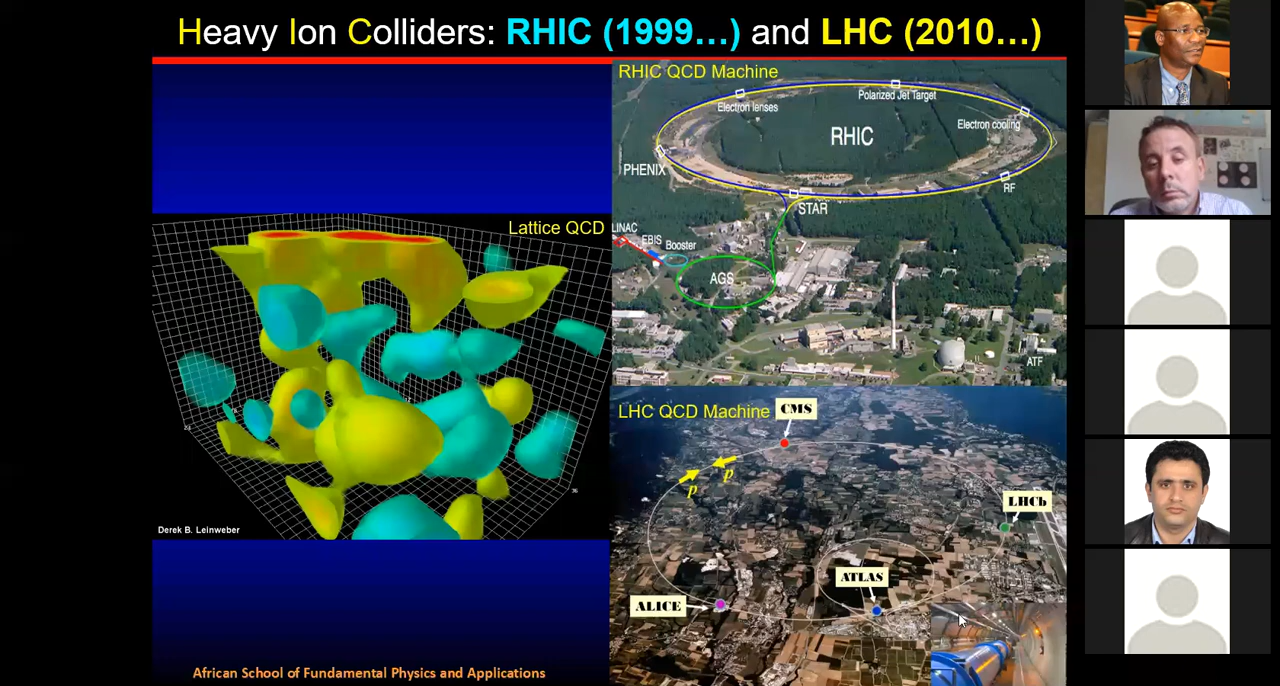 Heavy Ion Colliders: RHIC (1999...) and LHC (2010...)
RHIC QCD Machine
Electron lenses
Polarized Jet Target
Electron cooling
RHIC
PHENIX
RF
STAR
LINAC
EBIS
Booster
AGS
ATF
Lattice QCD
Derek B. Leinweber
LHC QCD Machine
CMS
p
p
LHCb
ATLAS
ALICE
African School of Fundamental Physics and Applications